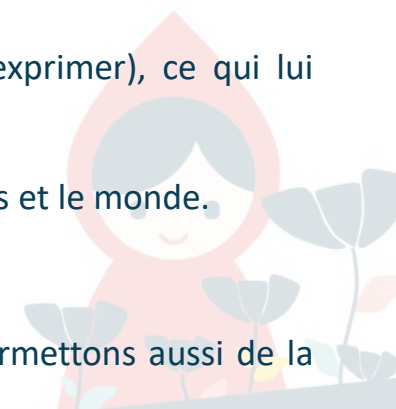 exprimer), ce qui lui
s et le monde.
rmettons aussi de la